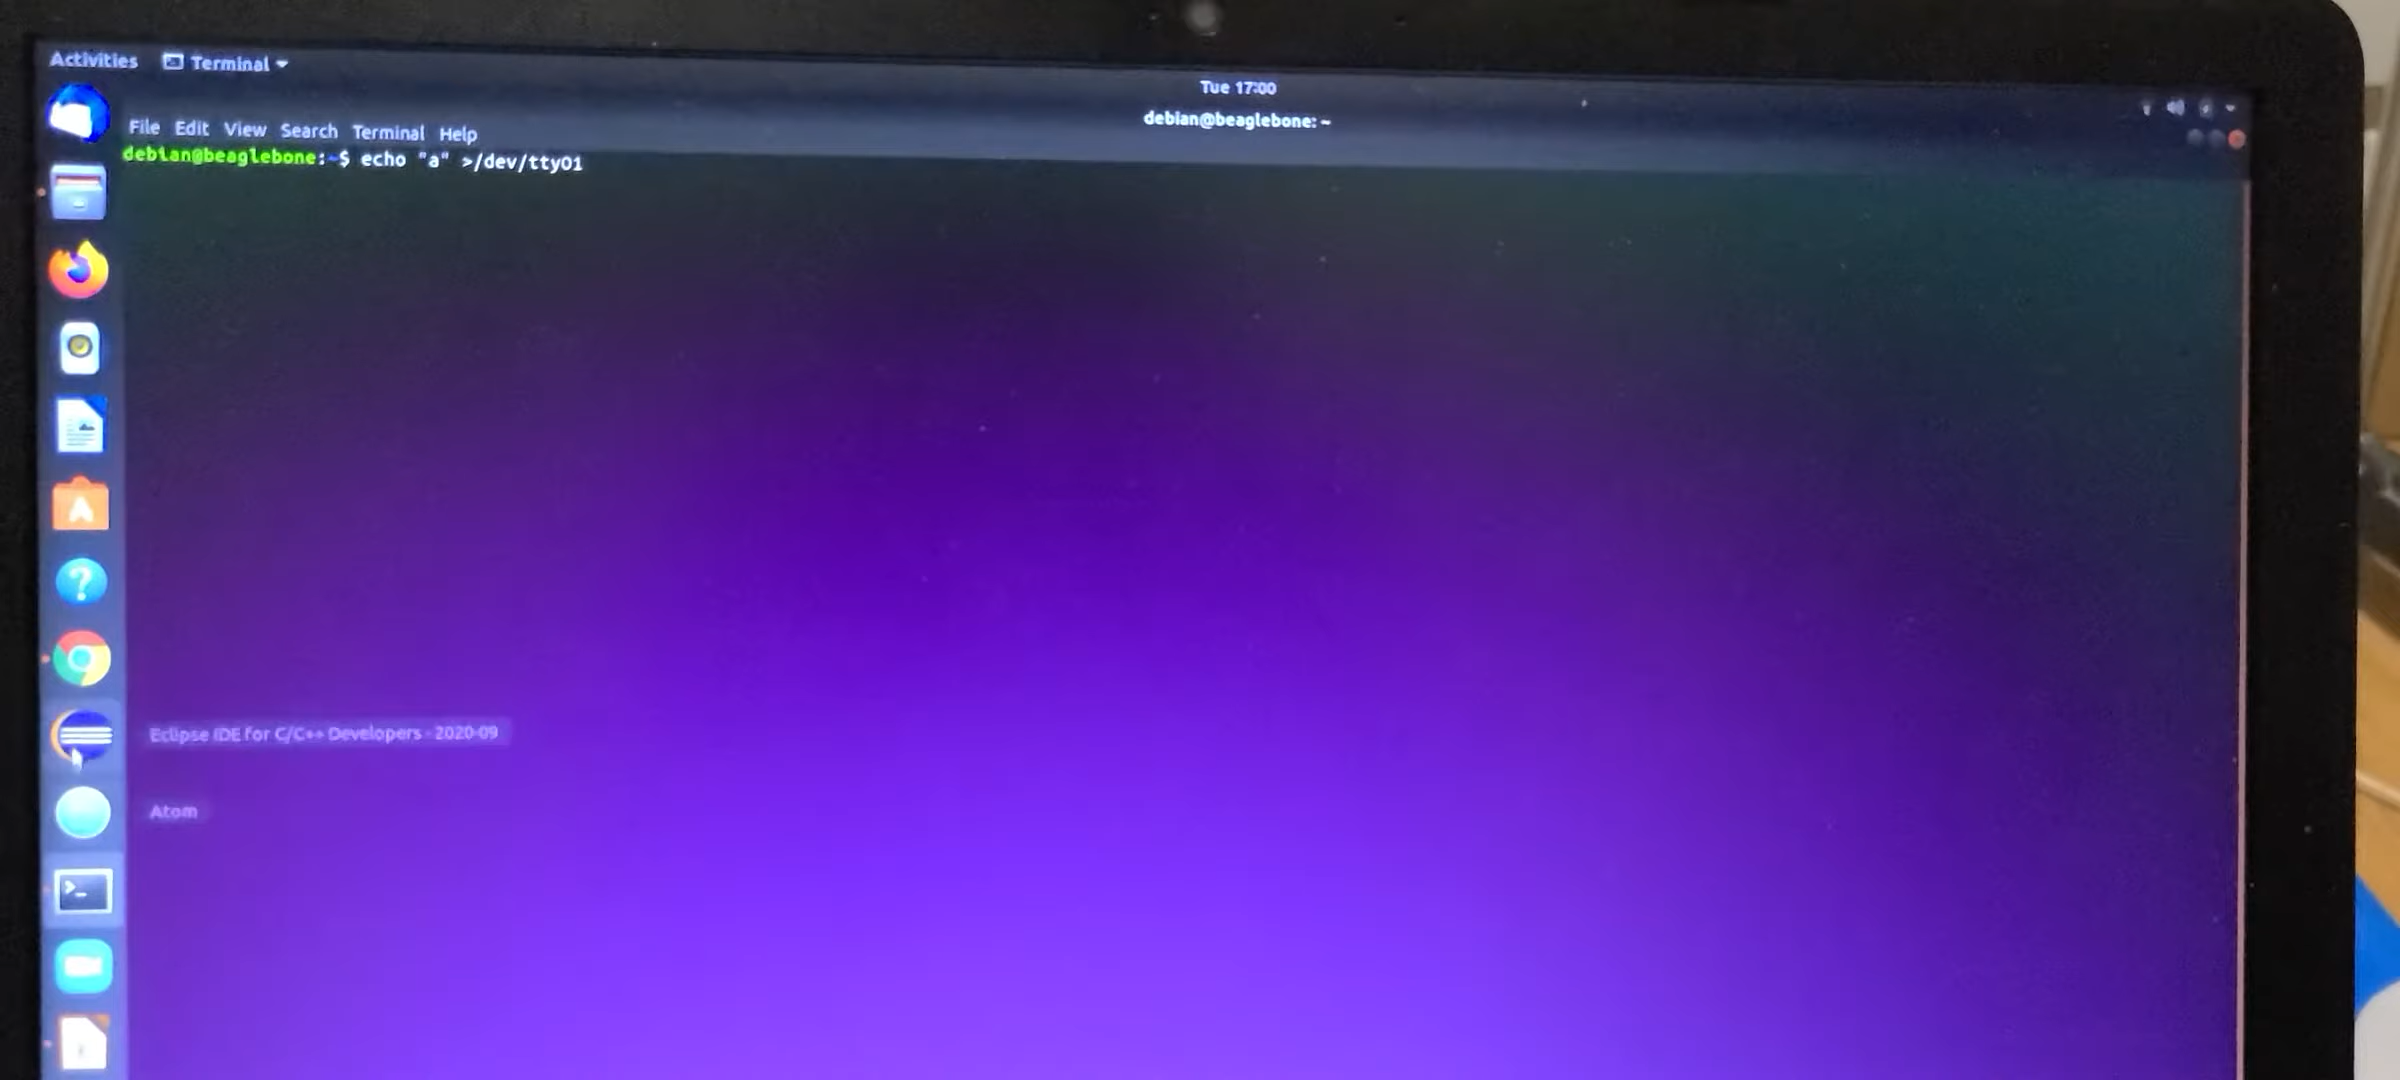 Activities Terminal
Tue 17:00
debian@beaglebone: ~
File Edit View Search Terminal Help
debian@beaglebone:~$ echo "a" >/dev/ttyO1
Eclipse IDE for C/C++ Developers - 2020-09
Atom